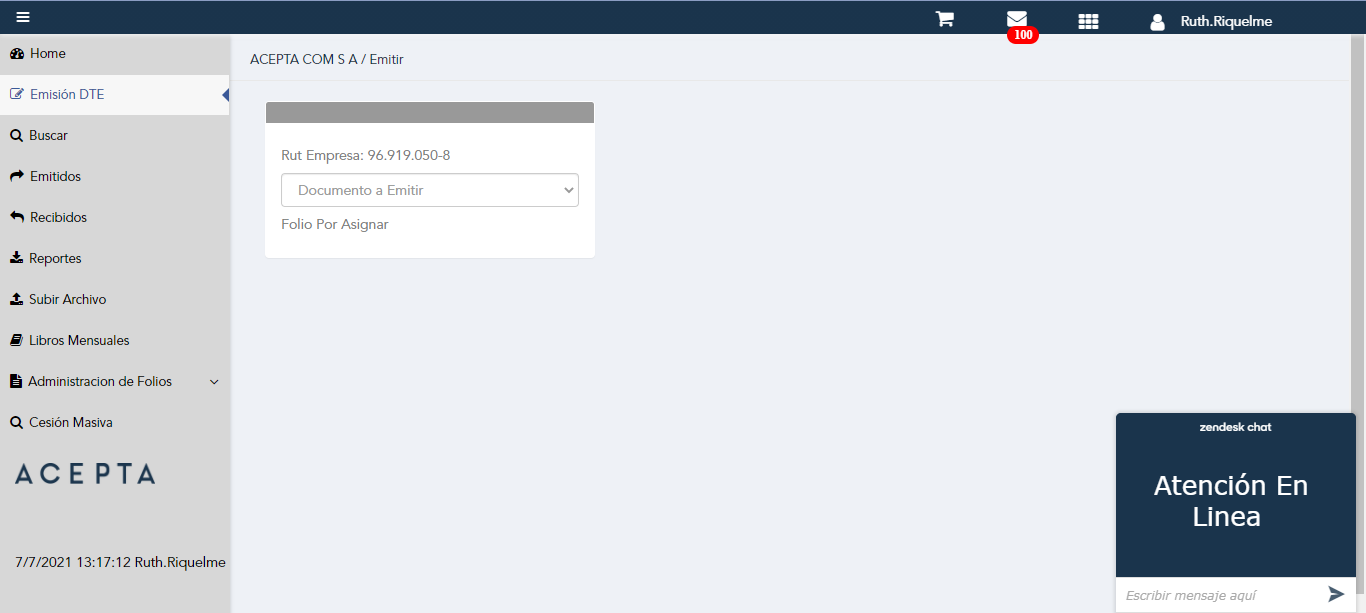 100
Ruth.Riquelme
Home
Emisión DTE
Buscar
Emitidos
Recibidos
Reportes
Subir Archivo
Libros Mensuales
Administracion de Folios
Cesión Masiva
ACEPTA
7/7/2021 13:17:12 Ruth.Riquelme
ACEPTA COM S A / Emitir
Rut Empresa: 96.919.050-8
Documento a Emitir
Folio Por Asignar
zendesk chat
Atención En
Linea
Escribir mensaje aquí